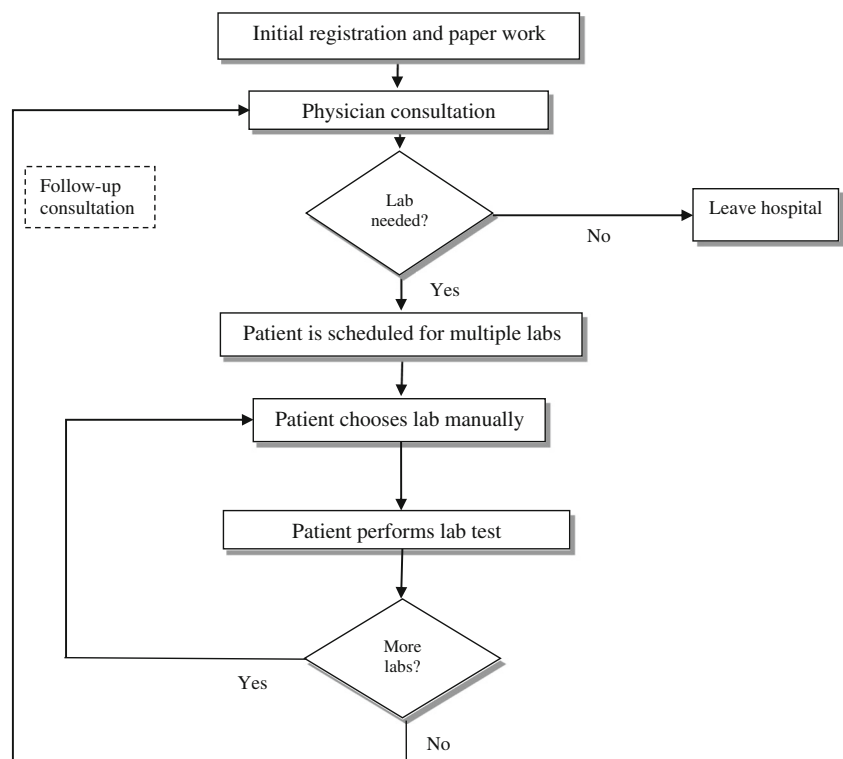 Initial registration and paper work
Physician consultation
Follow-up
consultation
Lab
needed?
Leave hospital
No
Yes
Patient is scheduled for multiple labs
Patient chooses lab manually
Patient performs lab test
More
labs?
Yes
No